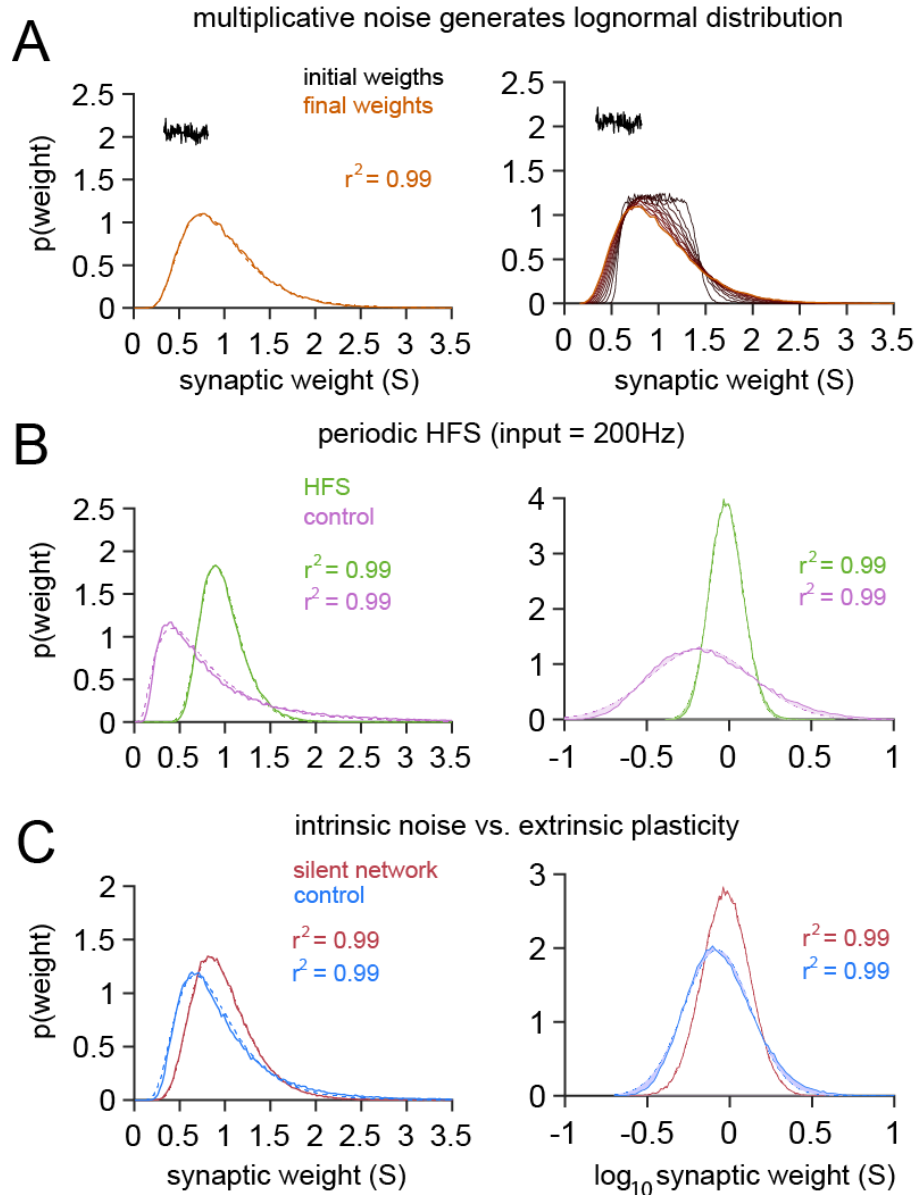 multiplicative noise generates lognormal distribution
A
initial weigths
final weights
r² = 0.99
p(weight)
2.5
2
1.5
1
0.5
0
0 0.5 1 1.5 2 2.5 3 3.5
synaptic weight (S)
2.5
2
1.5
1
0.5
0
0 0.5 1 1.5 2 2.5 3 3.5
synaptic weight (S)
B
periodic HFS (input = 200Hz)
HFS
control
r² = 0.99
r² = 0.99
p(weight)
2.5
2
1.5
1
0.5
0
0 0.5 1 1.5 2 2.5 3 3.5
4
3
2
1
0
r² = 0.99
r² = 0.99
-1 -0.5 0 0.5 1
C
intrinsic noise vs. extrinsic plasticity
silent network
control
r² = 0.99
r² = 0.99
p(weight)
2
1.5
1
0.5
0
0 0.5 1 1.5 2 2.5 3 3.5
synaptic weight (S)
3
2
1
0
r² = 0.99
r² = 0.99
-1 -0.5 0 0.5 1
log₁₀ synaptic weight (S)